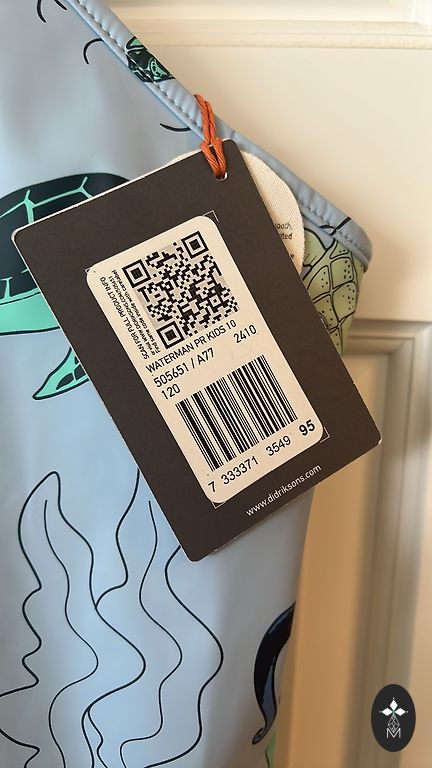 SCAN FOR FULL PRODUCT INFO
WATERMAN PR KIDS 10
505651 / A77 2410
120
7 333371 3549 95
www.didriksons.com
M